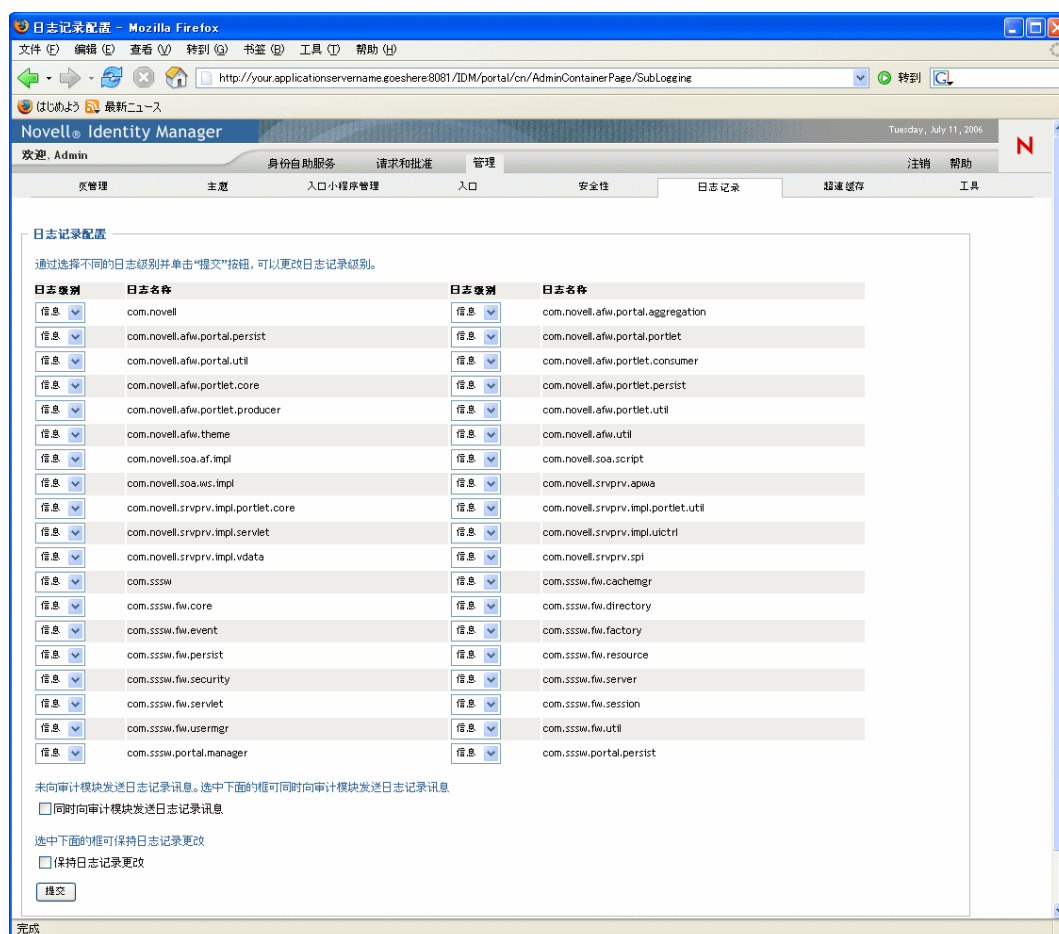 日志记录配置 - Mozilla Firefox
文件 (F) 编辑 (E) 查看 (V) 转到 (G) 书签 (B) 工具 (T) 帮助 (H)
http://your.applicationservername.goeshere:8081/IDM/portal/cn/AdminContainerPage/SubLogging 转到
はじめよう 最新ニュース
Novell® Identity Manager Tuesday, July 11, 2006
欢迎, Admin 身份自助服务 请求和批准 管理 注销 帮助 N
页管理 主题 入口小程序管理 入口 安全性 日志记录 超速缓存 工具
日志记录配置
通过选择不同的日志级别并单击“提交”按钮, 可以更改日志记录级别。
日志级别 日志名称 日志级别 日志名称
信息 com.novell 信息 com.novell.afw.portal.aggregation
信息 com.novell.afw.portal.persist 信息 com.novell.afw.portal.portlet
信息 com.novell.afw.portal.util 信息 com.novell.afw.portlet.consumer
信息 com.novell.afw.portlet.core 信息 com.novell.afw.portlet.persist
信息 com.novell.afw.portlet.producer 信息 com.novell.afw.portlet.util
信息 com.novell.afw.theme 信息 com.novell.afw.util
信息 com.novell.soa.af.impl 信息 com.novell.soa.script
信息 com.novell.soa.ws.impl 信息 com.novell.srvprv.apwa
信息 com.novell.srvprv.impl.portlet.core 信息 com.novell.srvprv.impl.portlet.util
信息 com.novell.srvprv.impl.servlet 信息 com.novell.srvprv.impl.uictrl
信息 com.novell.srvprv.impl.vdata 信息 com.novell.srvprv.spi
信息 com.sssw 信息 com.sssw.fw.cachemgr
信息 com.sssw.fw.core 信息 com.sssw.fw.directory
信息 com.sssw.fw.event 信息 com.sssw.fw.factory
信息 com.sssw.fw.persist 信息 com.sssw.fw.resource
信息 com.sssw.fw.security 信息 com.sssw.fw.server
信息 com.sssw.fw.servlet 信息 com.sssw.fw.session
信息 com.sssw.fw.usermgr 信息 com.sssw.fw.util
信息 com.sssw.portal.manager 信息 com.sssw.portal.persist
未向审计模块发送日志记录讯息。选中下面的框可同时向审计模块发送日志记录讯息
同时向审计模块发送日志记录讯息
选中下面的框可保持日志记录更改
保持日志记录更改
提交
完成